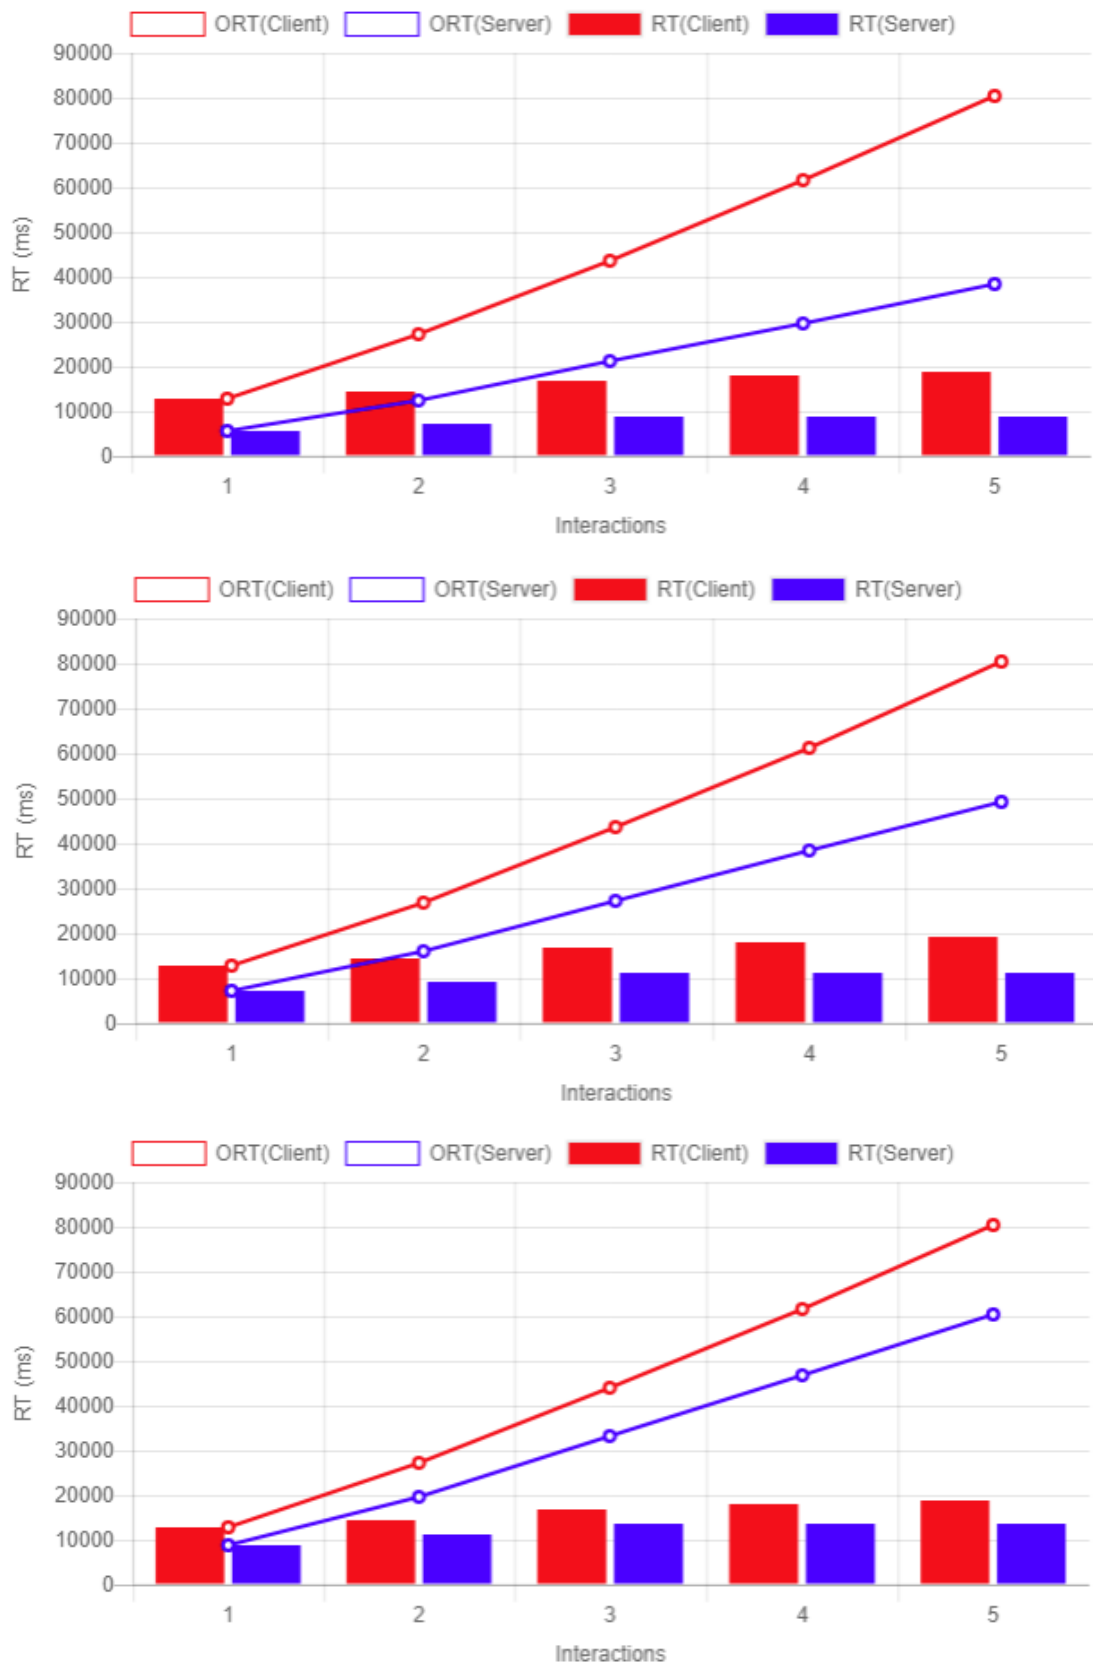 ORT(Client) ORT(Server) RT(Client) RT(Server)
90000
80000
70000
60000
50000
40000
30000
20000
10000
0
RT (ms)
1 2 3 4 5
Interactions
ORT(Client) ORT(Server) RT(Client) RT(Server)
90000
80000
70000
60000
50000
40000
30000
20000
10000
0
RT (ms)
1 2 3 4 5
Interactions
ORT(Client) ORT(Server) RT(Client) RT(Server)
90000
80000
70000
60000
50000
40000
30000
20000
10000
0
RT (ms)
1 2 3 4 5
Interactions